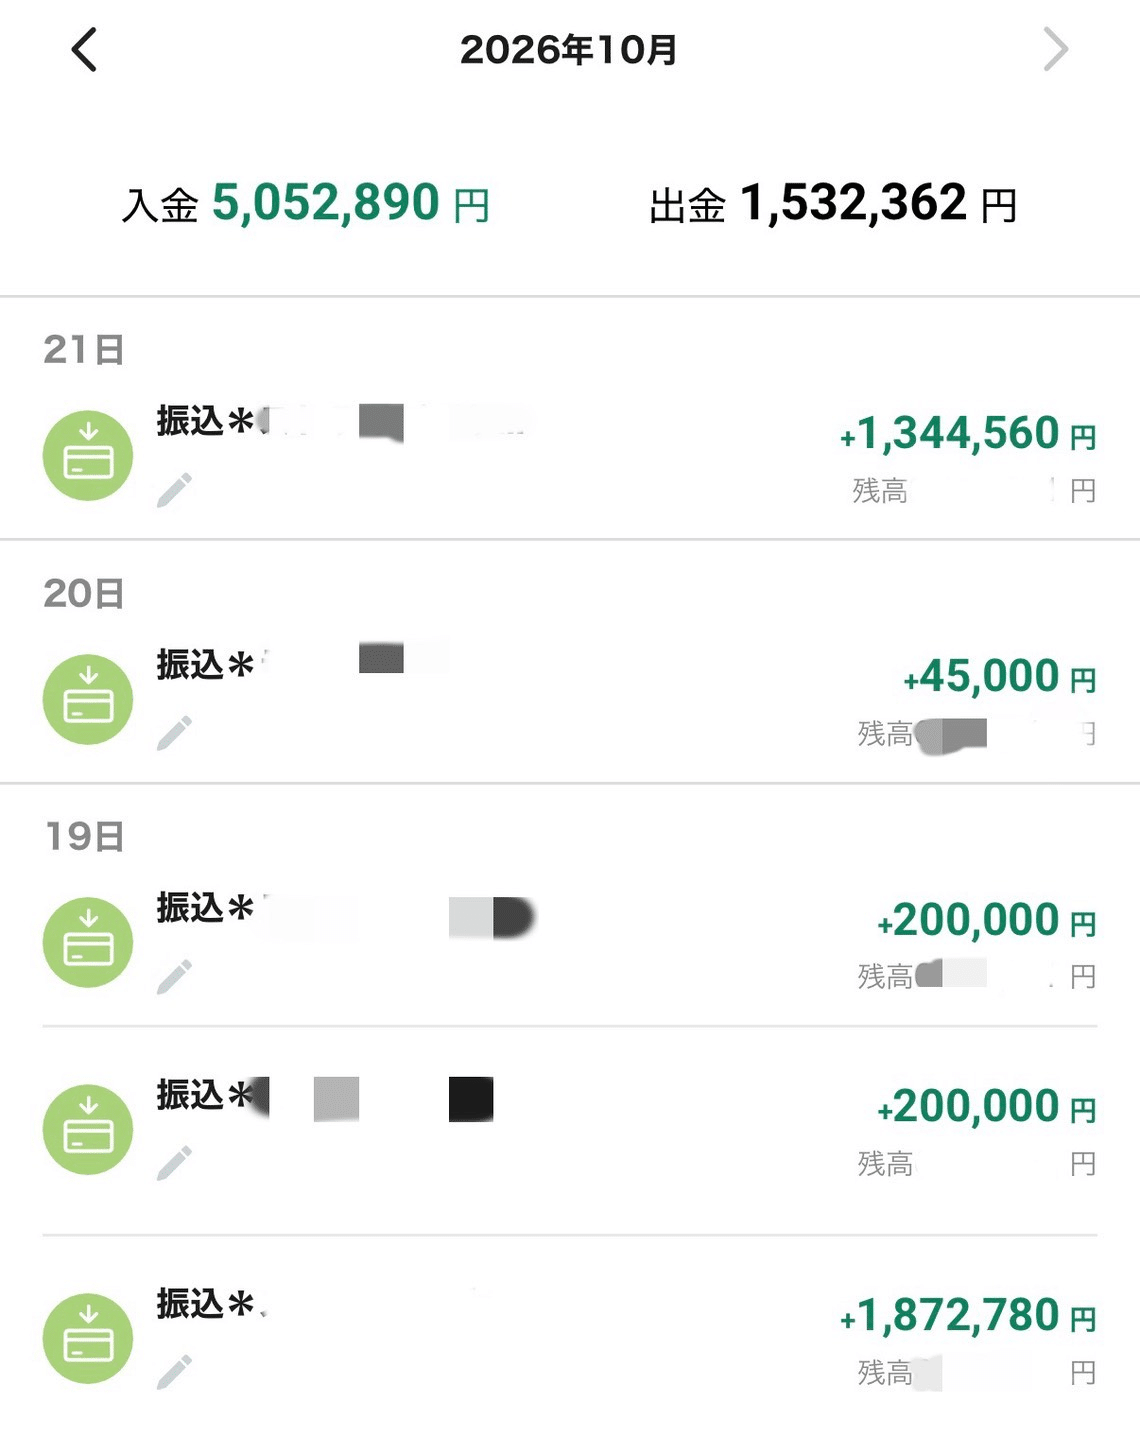 2026年10月
入金 5,052,890 円
出金 1,532,362 円
21日
振込＊
+1,344,560 円
残高 円
20日
振込＊
+45,000 円
残高
19日
振込＊
+200,000 円
残高 円
振込＊
+200,000 円
残高 円
振込＊
+1,872,780 円
残高 円